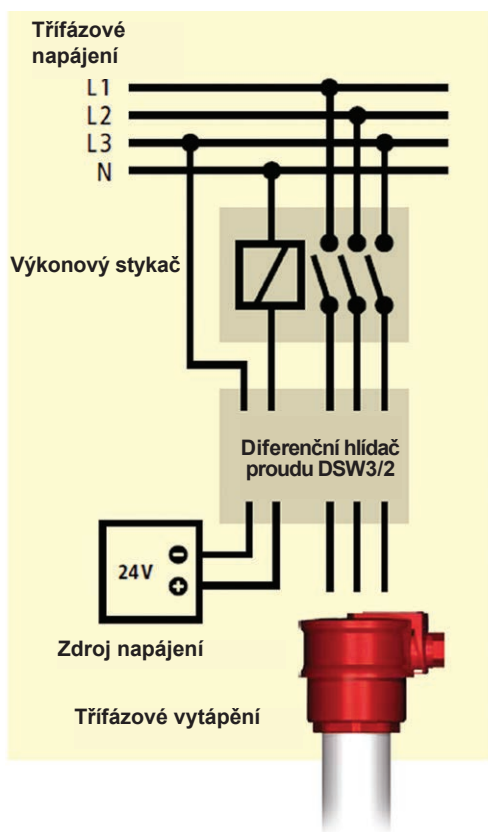 Třífázové
napájení
L1
L2
L3
N
Výkonový stykač
Diferenční hlídač
proudu DSW3/2
24V
Zdroj napájení
Třífázové vytápění